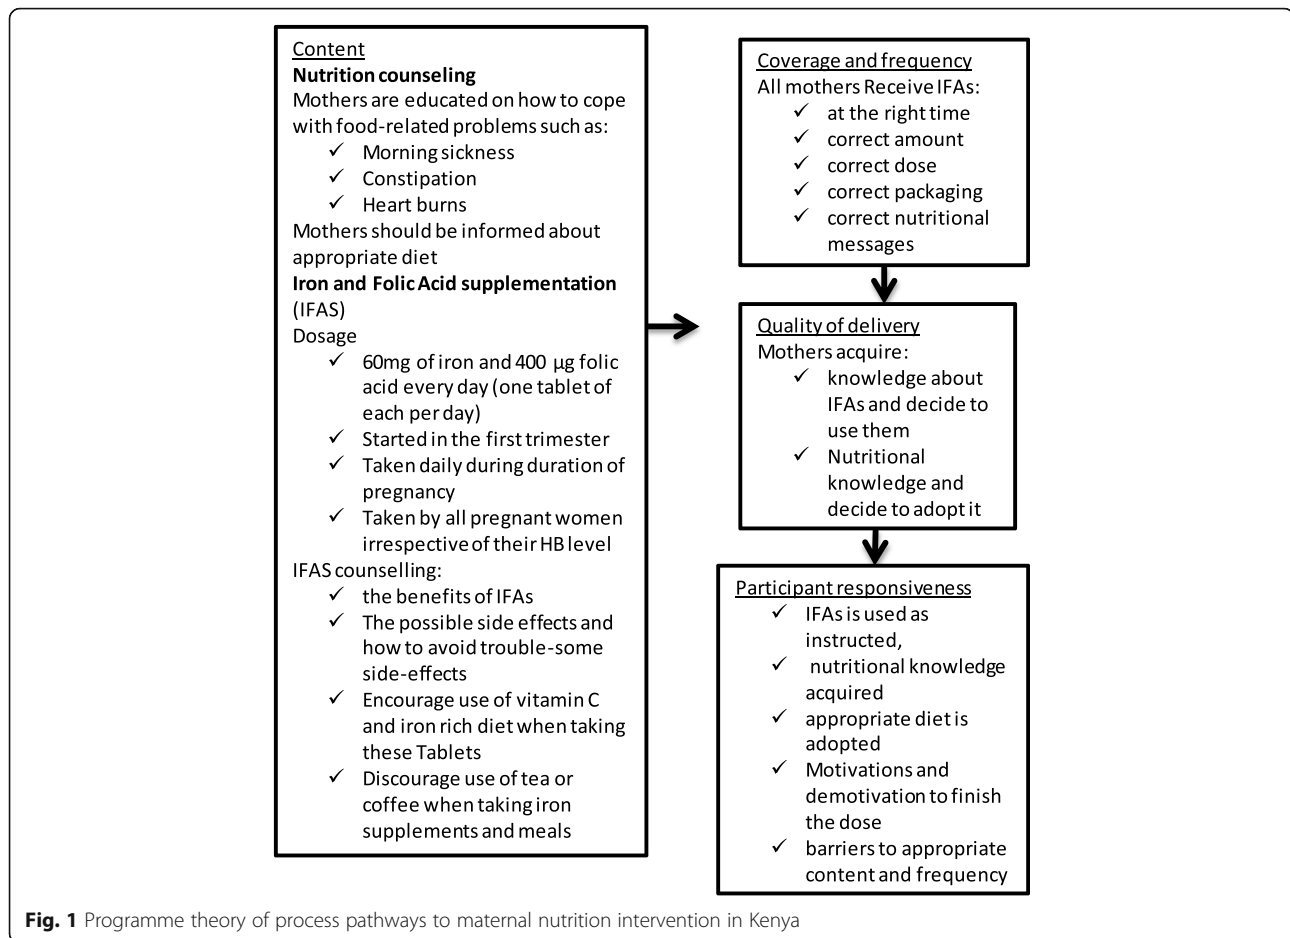 Content
Nutrition counseling
Mothers are educated on how to cope
with food-related problems such as:
✓ Morning sickness
✓ Constipation
✓ Heart burns
Mothers should be informed about
appropriate diet
Iron and Folic Acid supplementation
(IFAS)
Dosage
✓ 60mg of iron and 400 µg folic
acid every day (one tablet of
each per day)
✓ Started in the first trimester
✓ Taken daily during duration of
pregnancy
✓ Taken by all pregnant women
irrespective of their HB level
IFAS counselling:
✓ the benefits of IFAs
✓ The possible side effects and
how to avoid trouble-some
side-effects
✓ Encourage use of vitamin C
and iron rich diet when taking
these Tablets
✓ Discourage use of tea or
coffee when taking iron
supplements and meals
Coverage and frequency
All mothers Receive IFAs:
✓ at the right time
✓ correct amount
✓ correct dose
✓ correct packaging
✓ correct nutritional
messages
Quality of delivery
Mothers acquire:
✓ knowledge about
IFAs and decide to
use them
✓ Nutritional
knowledge and
decide to adopt it
Participant responsiveness
✓ IFAs is used as
instructed,
✓ nutritional knowledge
acquired
✓ appropriate diet is
adopted
✓ Motivations and
demotivation to finish
the dose
✓ barriers to appropriate
content and frequency
Fig. 1 Programme theory of process pathways to maternal nutrition intervention in Kenya